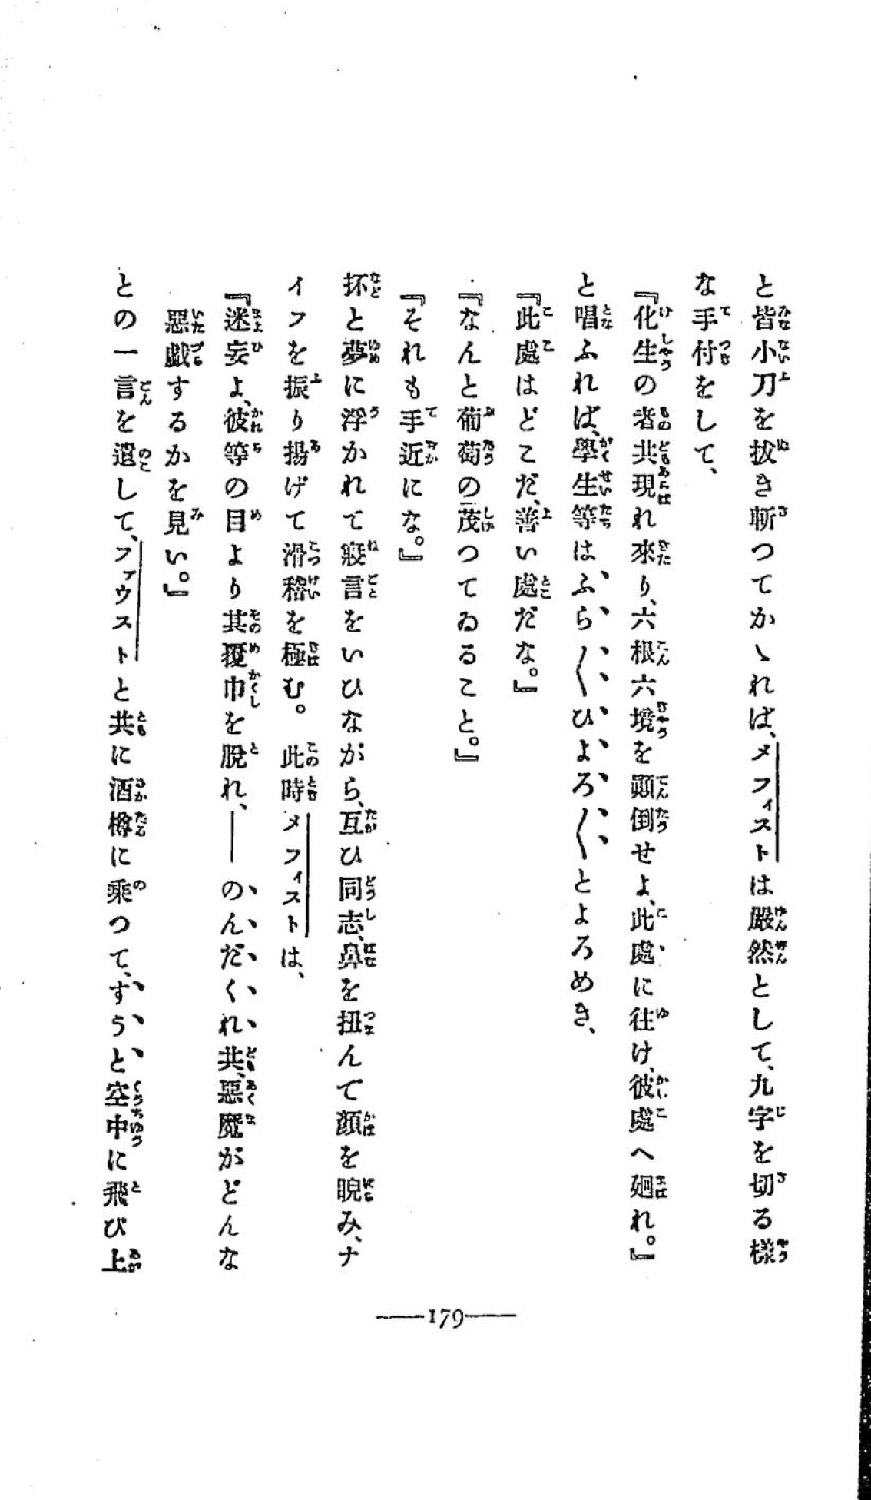 と皆小刀を拔き斬つてかゝれば、メフィストは嚴然として、九字を切る樣
な手付をして、
『化生の者共現れ來り、六根六境を顚倒せよ、此處に往け、彼處へ廻れ。』
と唱ふれば、學生等はふら〳〵ひよろ〳〵とよろめき、
『此處はどこだ、善い處だな。』
『なんと葡萄の茂つてゐること。』
『それも手近にな。』
抔と夢に浮かれて寢言をいひながら、互ひ同志、鼻を扭んて顏を睨み、ナ
イフを振り揚げて滑稽を極む。此時メフィストは、
『迷妄よ、彼等の目より其覆巾を脫れ、――のんだくれ共、惡魔がどんな
惡戲するかを見い。』
との一言を遺して、ファウストと共に酒樽に乘つて、すうと空中に飛び上
――179――